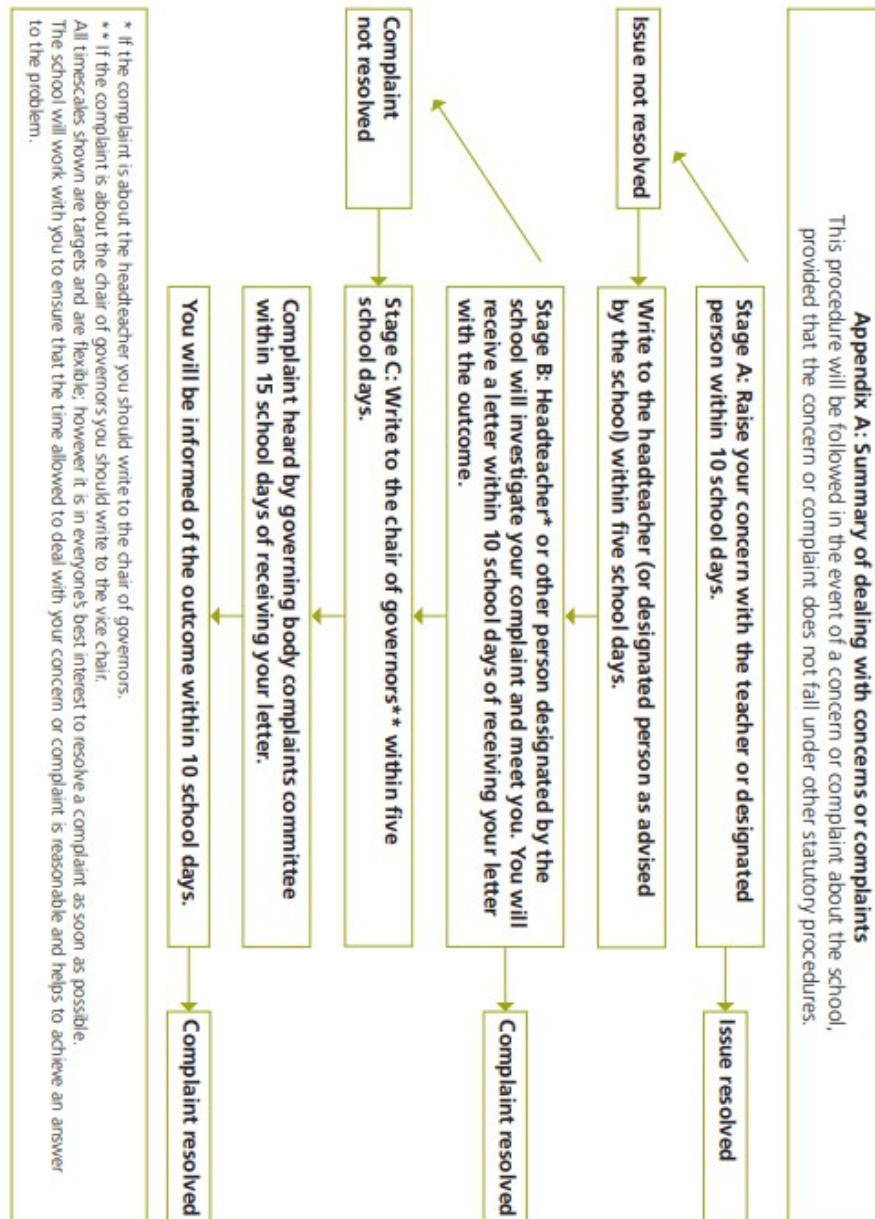 Appendix A: Summary of dealing with concerns or complaints
This procedure will be followed in the event of a concern or complaint about the school,
provided that the concern or complaint does not fall under other statutory procedures.
Stage A: Raise your concern with the teacher or designated
person within 10 school days.
Issue resolved
Issue not resolved
Write to the headteacher (or designated person as advised
by the school) within five school days.
Stage B: Headteacher* or other person designated by the
school will investigate your complaint and meet you. You will
receive a letter within 10 school days of receiving your letter
with the outcome.
Complaint resolved
Complaint
not resolved
Stage C: Write to the chair of governors** within five
school days.
Complaint heard by governing body complaints committee
within 15 school days of receiving your letter.
You will be informed of the outcome within 10 school days.
Complaint resolved
* If the complaint is about the headteacher you should write to the chair of governors.
** If the complaint is about the chair of governors you should write to the vice chair.
All timescales shown are targets and are flexible; however it is in everyone's best interest to resolve a complaint as soon as possible.
The school will work with you to ensure that the time allowed to deal with your concern or complaint is reasonable and helps to achieve an answer
to the problem.